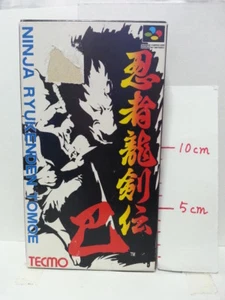 NINJA RYUKENDEN TOMOE
忍者龍剣伝
巴
TECMO
10cm
5cm